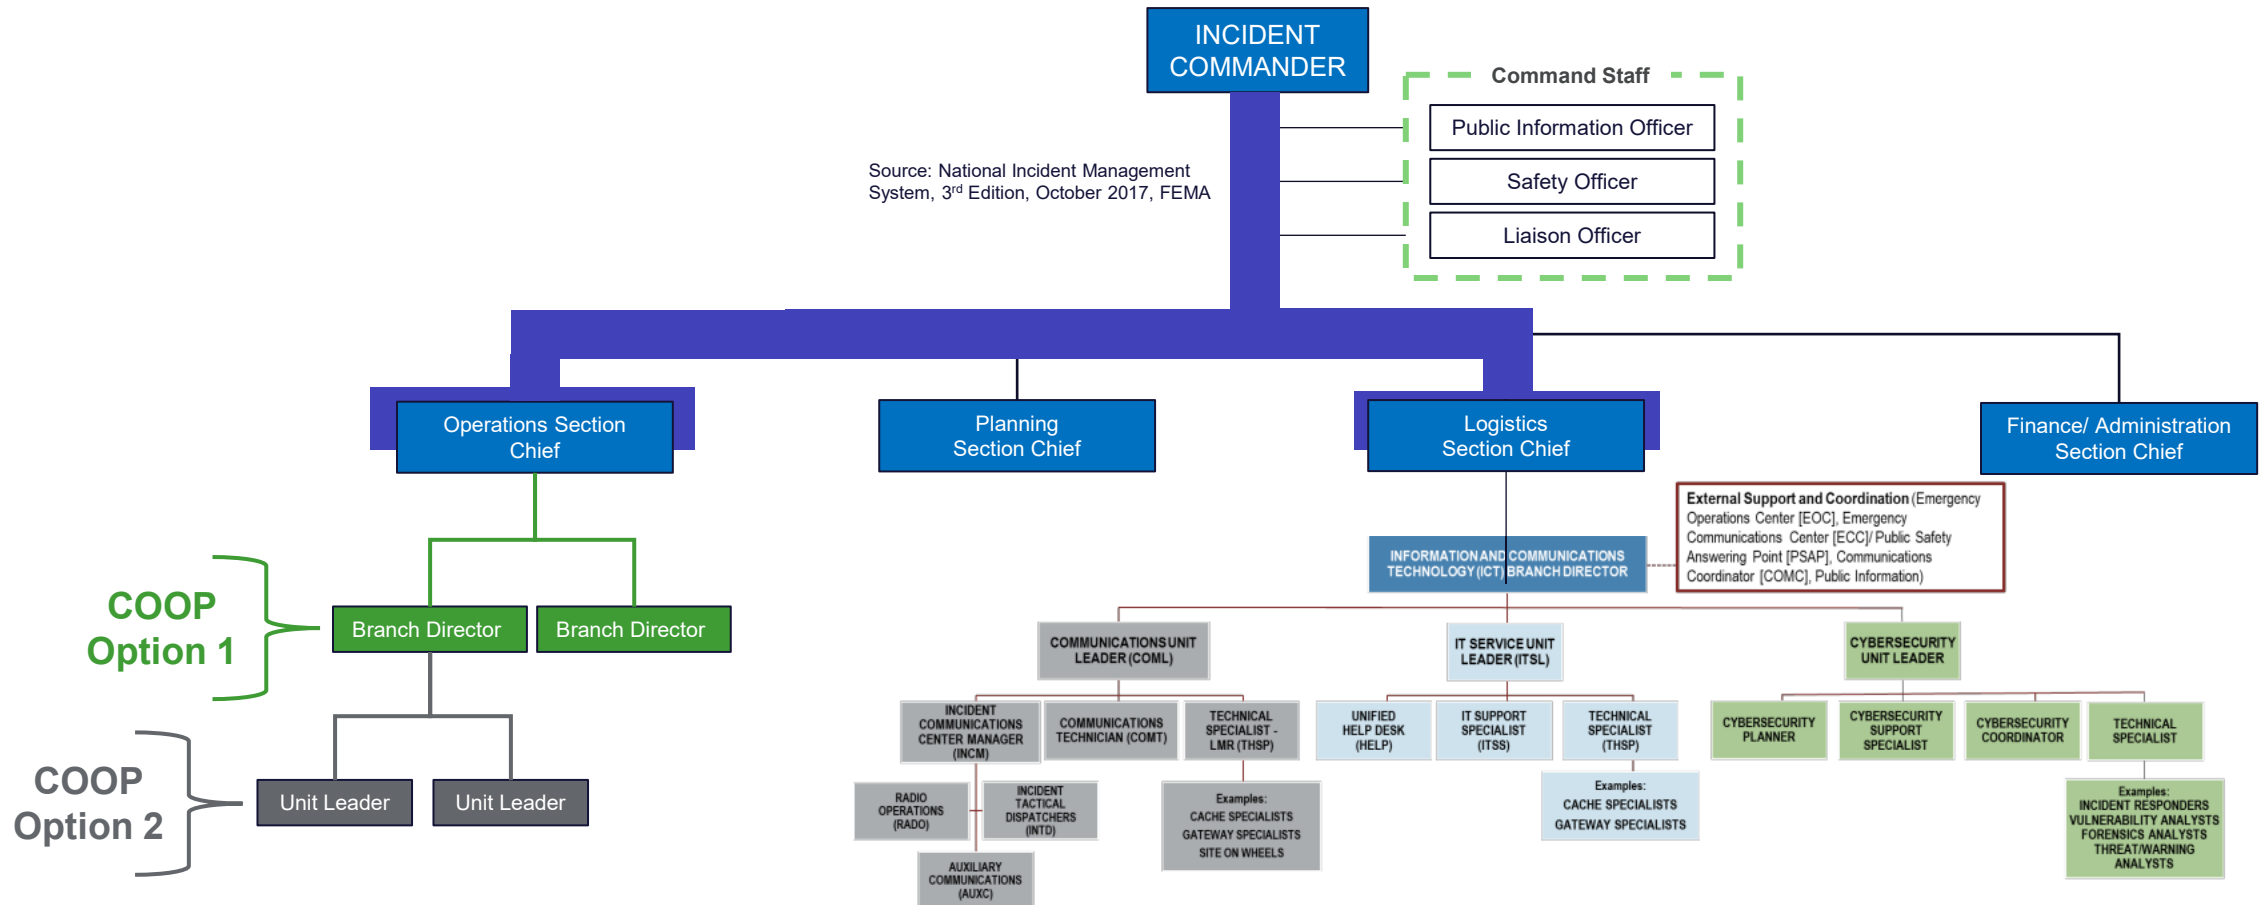 INCIDENT
COMMANDER
Command Staff
Public Information Officer
Safety Officer
Liaison Officer
Source: National Incident Management
System, 3rd Edition, October 2017, FEMA
Operations Section
Chief
Planning
Section Chief
Logistics
Section Chief
Finance/ Administration
Section Chief
External Support and Coordination (Emergency
Operations Center [EOC], Emergency
Communications Center [ECC]/ Public Safety
Answering Point [PSAP], Communications
Coordinator [COMC], Public Information)
INFORMATION AND COMMUNICATIONS
TECHNOLOGY (ICT) BRANCH DIRECTOR
COOP
Option 1
Branch Director
Branch Director
COOP
Option 2
Unit Leader
Unit Leader
COMMUNICATIONS UNIT
LEADER (COML)
IT SERVICE UNIT
LEADER (ITSL)
CYBERSECURITY
UNIT LEADER
INCIDENT
COMMUNICATIONS
CENTER MANAGER
(INCM)
COMMUNICATIONS
TECHNICIAN (COMT)
TECHNICAL
SPECIALIST -
LMR (THSP)
UNIFIED
HELP DESK
(HELP)
IT SUPPORT
SPECIALIST
(ITSS)
TECHNICAL
SPECIALIST
(THSP)
CYBERSECURITY
PLANNER
CYBERSECURITY
SUPPORT
SPECIALIST
CYBERSECURITY
COORDINATOR
TECHNICAL
SPECIALIST
RADIO
OPERATIONS
(RADO)
INCIDENT
TACTICAL
DISPATCHERS
(INTD)
AUXILIARY
COMMUNICATIONS
(AUXC)
Examples:
CACHE SPECIALISTS
GATEWAY SPECIALISTS
SITE ON WHEELS
Examples:
CACHE SPECIALISTS
GATEWAY SPECIALISTS
Examples:
INCIDENT RESPONDERS
VULNERABILITY ANALYSTS
FORENSICS ANALYSTS
THREAT/WARNING
ANALYSTS